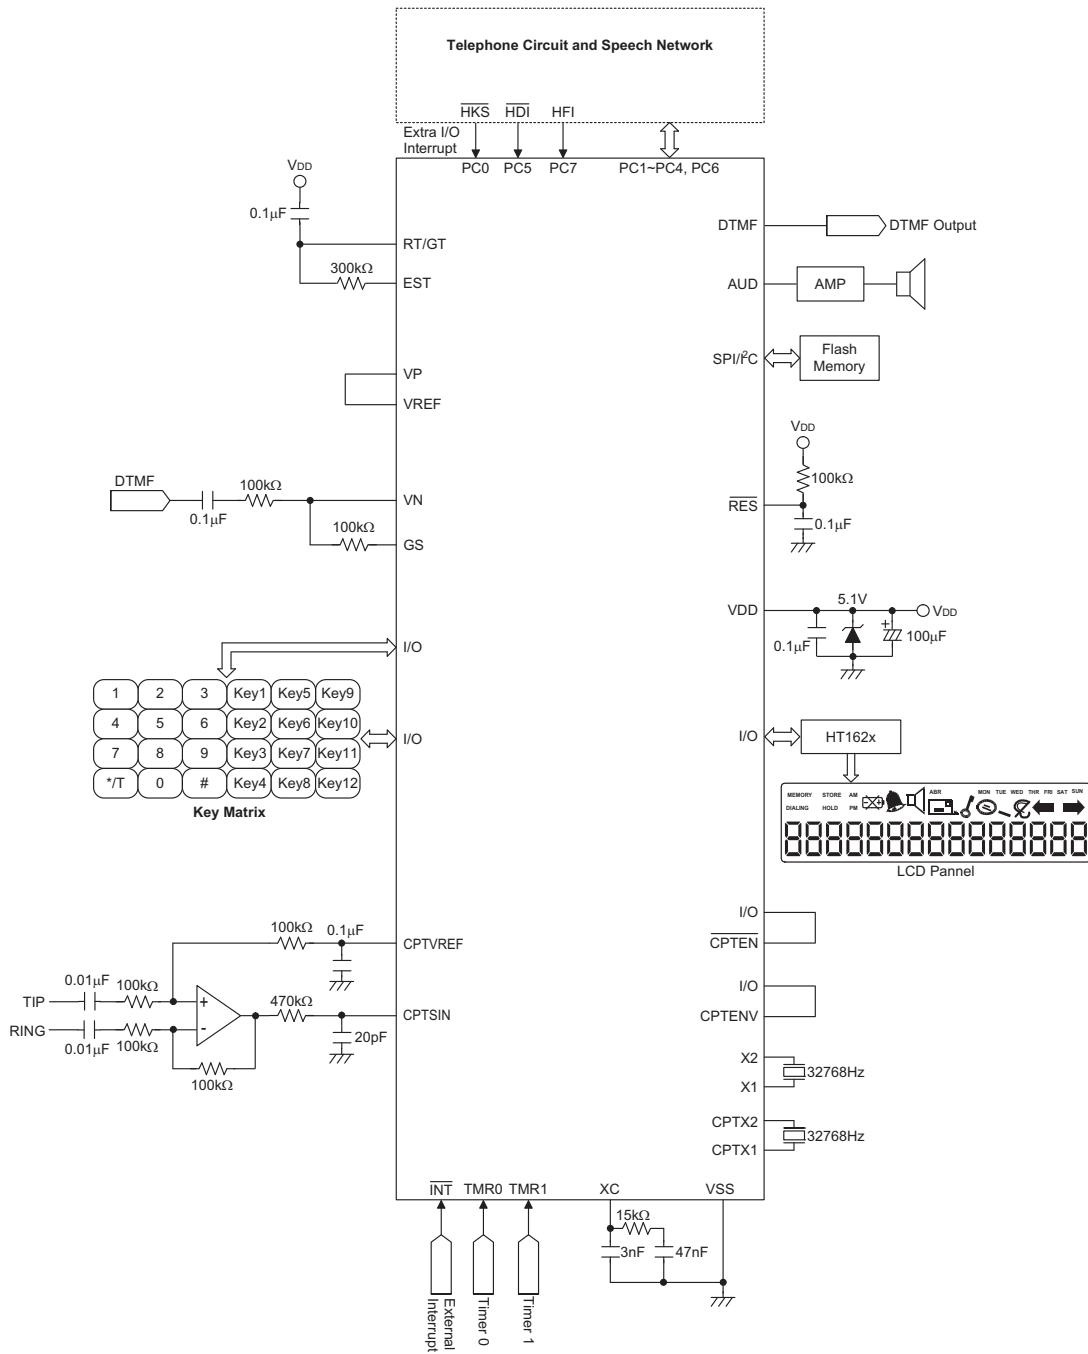 Telephone Circuit and Speech Network
HKS HDI HFI
Extra I/O
Interrupt
PC0 PC5 PC7 PC1~PC4, PC6
VDD
0.1μF
RT/GT
300kΩ
EST
DTMF
DTMF Output
AUD
AMP
SPI/I²C
Flash
Memory
VP
VREF
VDD
100kΩ
RES
0.1μF
DTMF
0.1μF
100kΩ
VN
100kΩ
GS
VDD
5.1V
VDD
0.1μF
100μF
I/O
1 2 3 Key1 Key5 Key9
4 5 6 Key2 Key6 Key10
7 8 9 Key3 Key7 Key11
*/T 0 # Key4 Key8 Key12
Key Matrix
I/O
I/O
HT162x
MEMORY STORE AM ABR MON TUE WED THR FRI SAT SUN
DIALING HOLD PM
LCD Pannel
100kΩ
0.1μF
CPTVREF
0.01μF
100kΩ
TIP
+
470kΩ
CPTSIN
RING
-
0.01μF
100kΩ
20pF
100kΩ
I/O
CPTEN
I/O
CPTENV
X2
32768Hz
X1
CPTX2
32768Hz
CPTX1
INT TMR0 TMR1 XC VSS
15kΩ
3nF
47nF
External
Interrupt
Timer 0
Timer 1